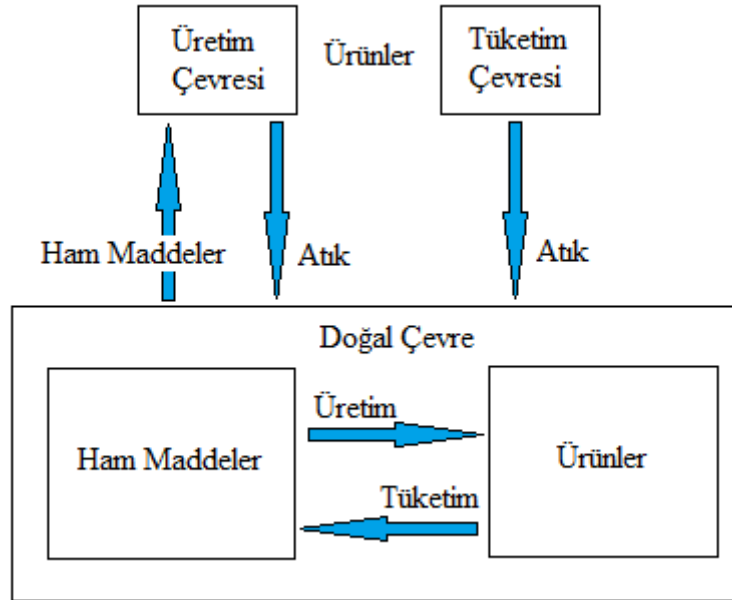 Üretim
Çevresi
Ürünler
Tüketim
Çevresi
Ham Maddeler
Atık
Atık
Doğal Çevre
Ham Maddeler
Üretim
Tüketim
Ürünler